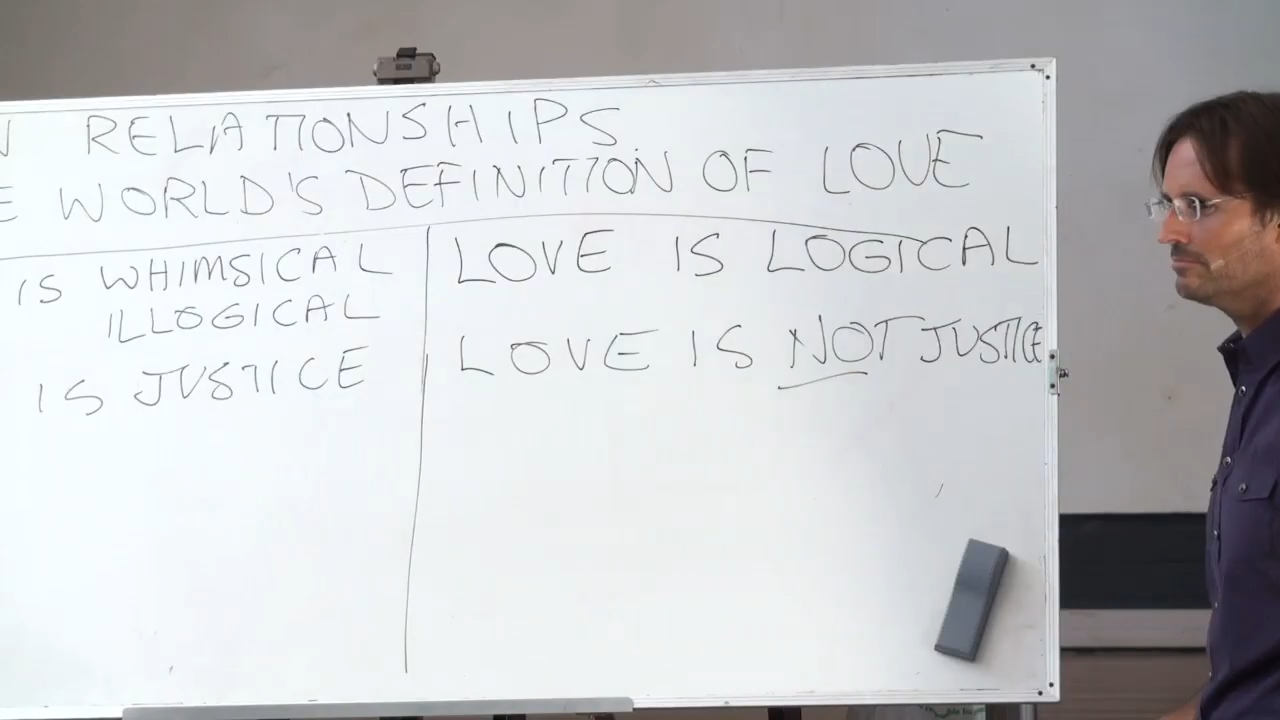 RELATIONSHIPS
E WORLD'S DEFINITION OF LOVE
IS WHIMSICAL
ILLOGICAL
IS JUSTICE
LOVE IS LOGICAL
LOVE IS NOT JUSTICE